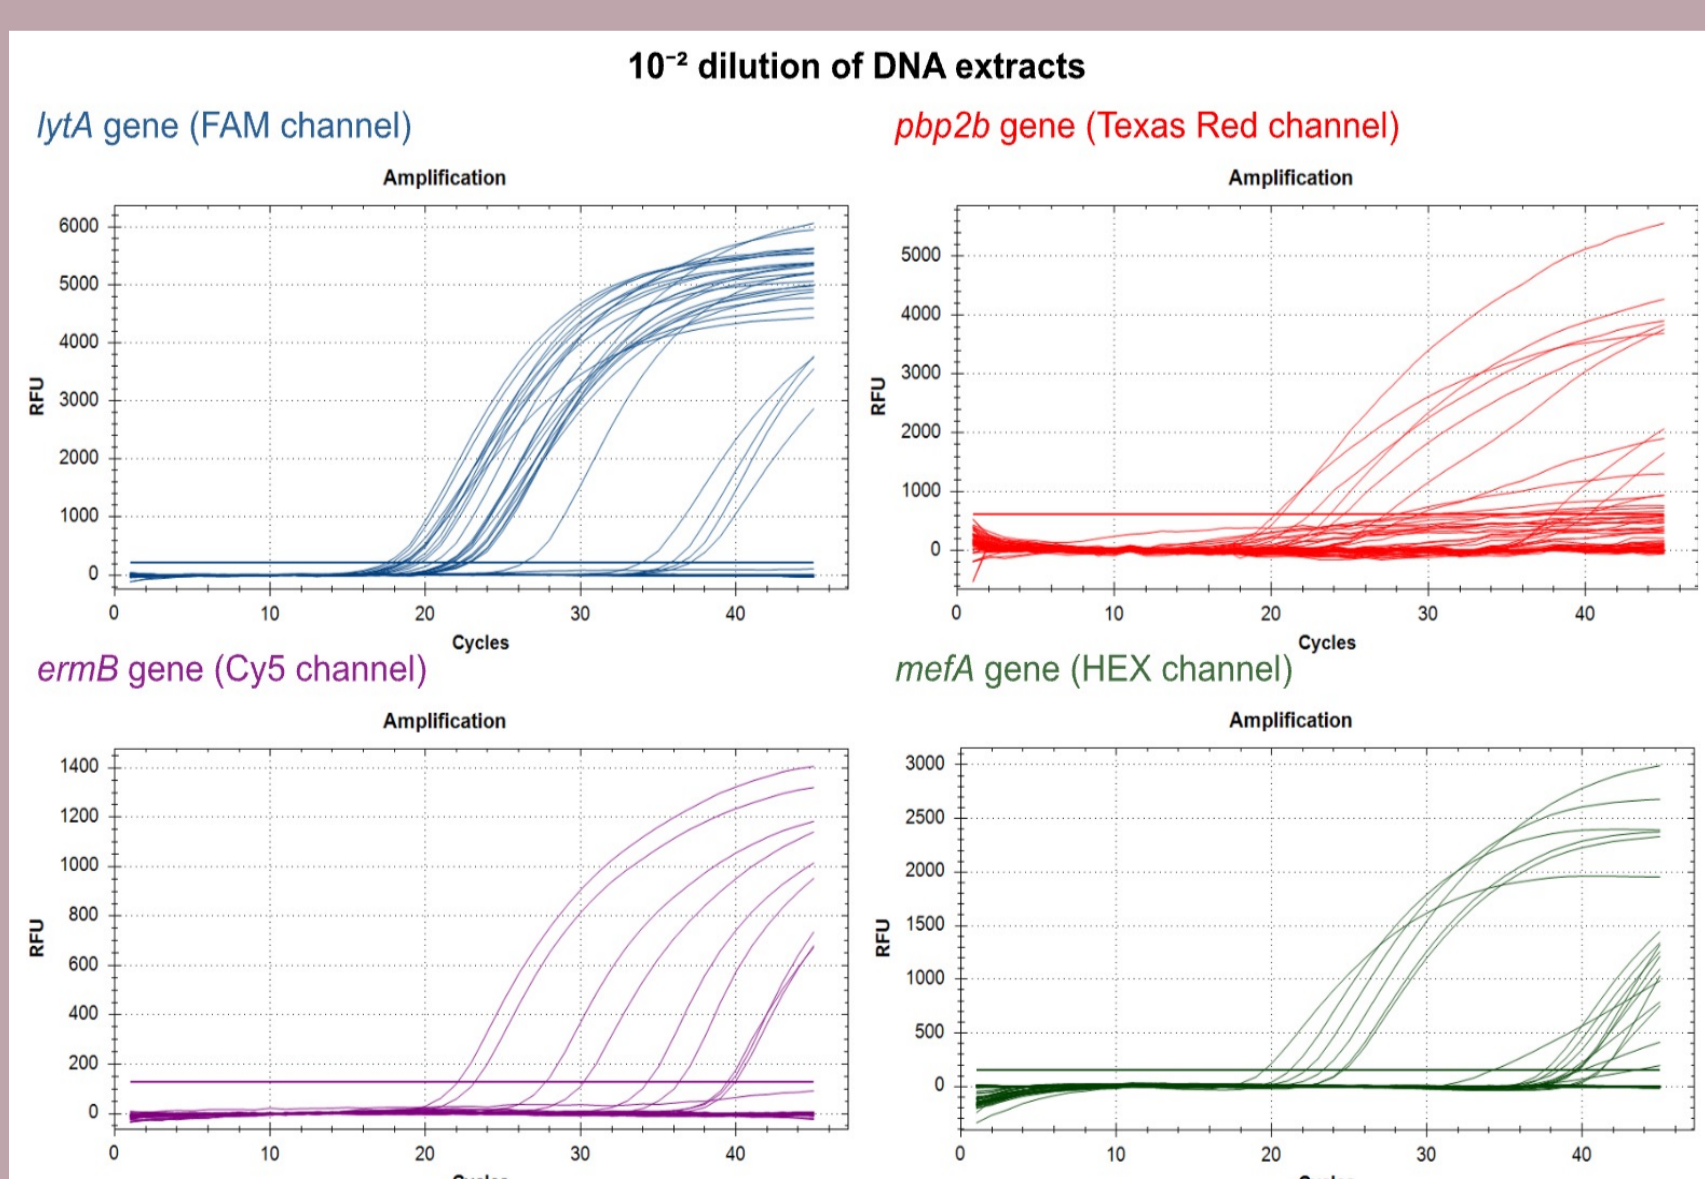 10⁻² dilution of DNA extracts
lytA gene (FAM channel)
Amplification
RFU
6000
5000
4000
3000
2000
1000
0
0 10 20 30 40
Cycles
pbp2b gene (Texas Red channel)
Amplification
RFU
5000
4000
3000
2000
1000
0
0 10 20 30 40
Cycles
ermB gene (Cy5 channel)
Amplification
RFU
1400
1200
1000
800
600
400
200
0
0 10 20 30 40
Cycles
mefA gene (HEX channel)
Amplification
RFU
3000
2500
2000
1500
1000
500
0
0 10 20 30 40
Cycles